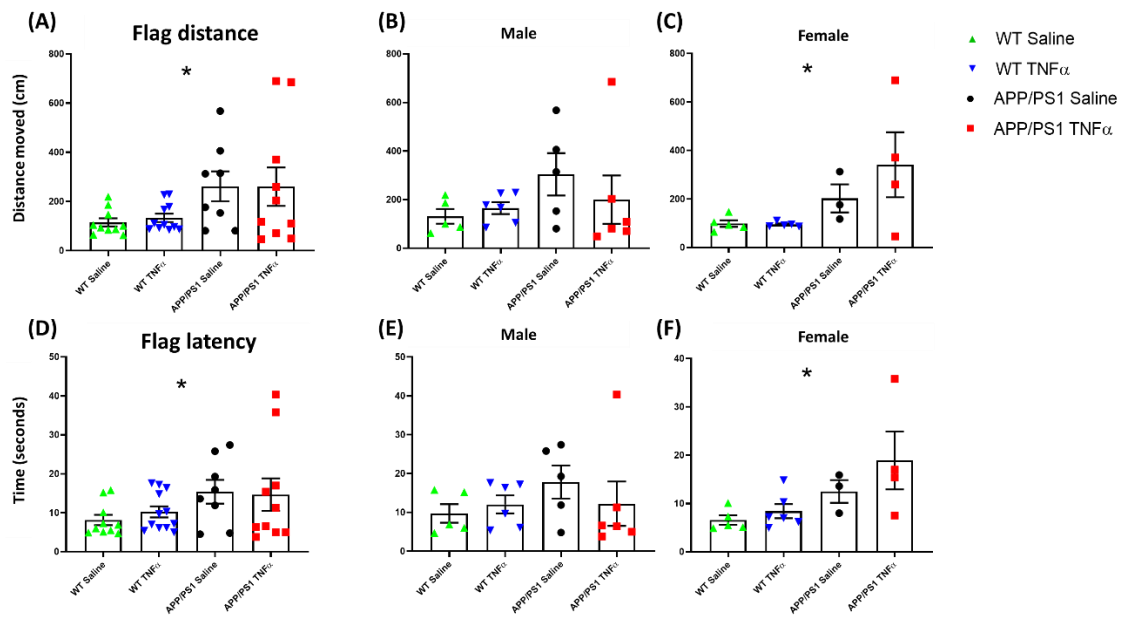 (A)
Flag distance
*
Distance moved (cm)
800
600
400
200
0
WT Saline
WT TNFα
APP/PS1 Saline
APP/PS1 TNFα
(B)
Male
800
600
400
200
0
WT Saline
WT TNFα
APP/PS1 Saline
APP/PS1 TNFα
(C)
Female
*
800
600
400
200
0
WT Saline
WT TNFα
APP/PS1 Saline
APP/PS1 TNFα
WT Saline
WT TNFα
APP/PS1 Saline
APP/PS1 TNFα
(D)
Flag latency
*
Time (seconds)
50
40
30
20
10
0
WT Saline
WT TNFα
APP/PS1 Saline
APP/PS1 TNFα
(E)
Male
50
40
30
20
10
0
WT Saline
WT TNFα
APP/PS1 Saline
APP/PS1 TNFα
(F)
Female
*
40
30
20
10
0
WT Saline
WT TNFα
APP/PS1 Saline
APP/PS1 TNFα